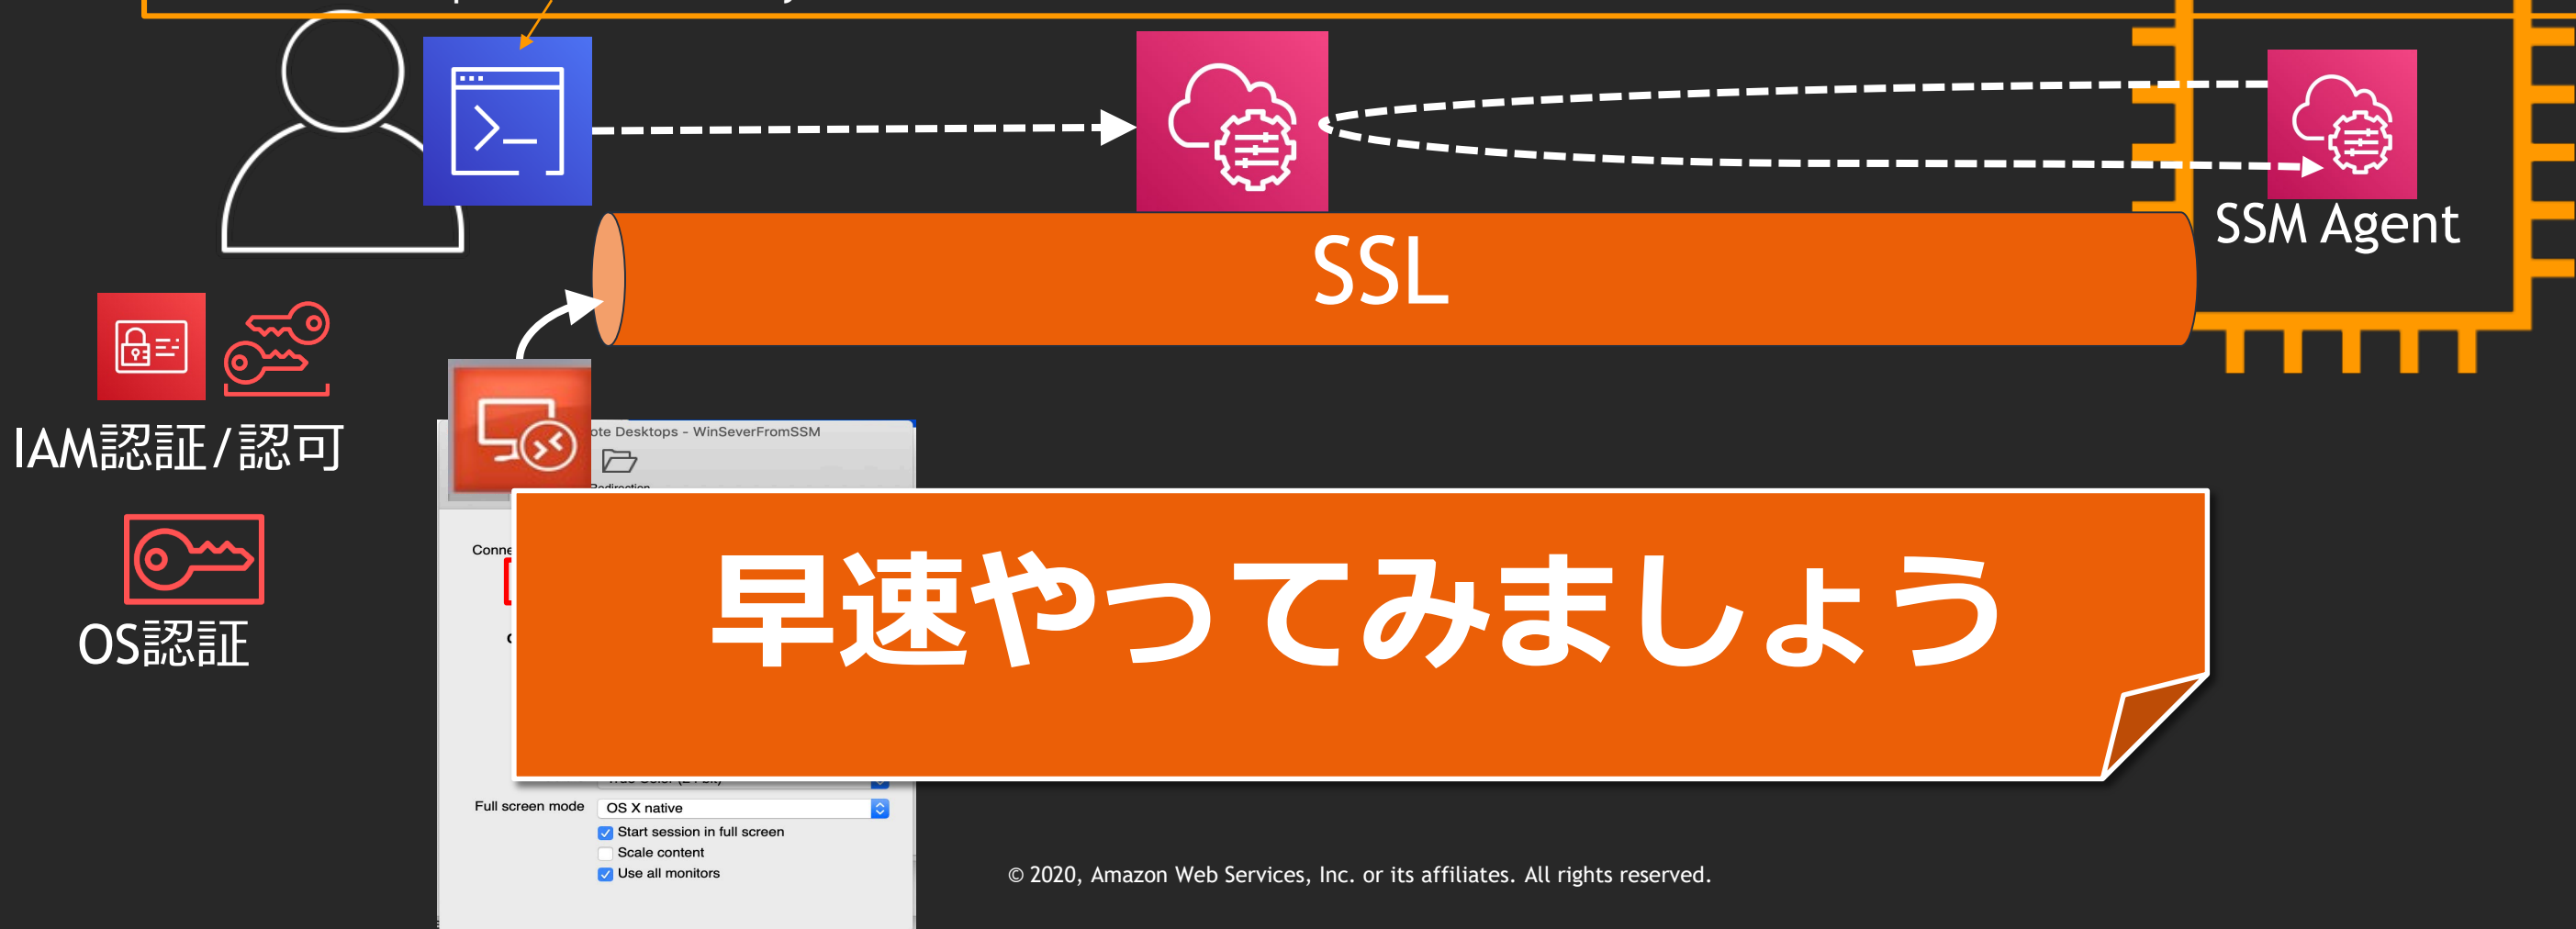 SSM Agent
SSL
IAM認証/認可
OS認証
ote Desktops - WinSeverFromSSM
Conne
早速やってみましょう
Full screen mode
OS X native
Start session in full screen
Scale content
Use all monitors
© 2020, Amazon Web Services, Inc. or its affiliates. All rights reserved.